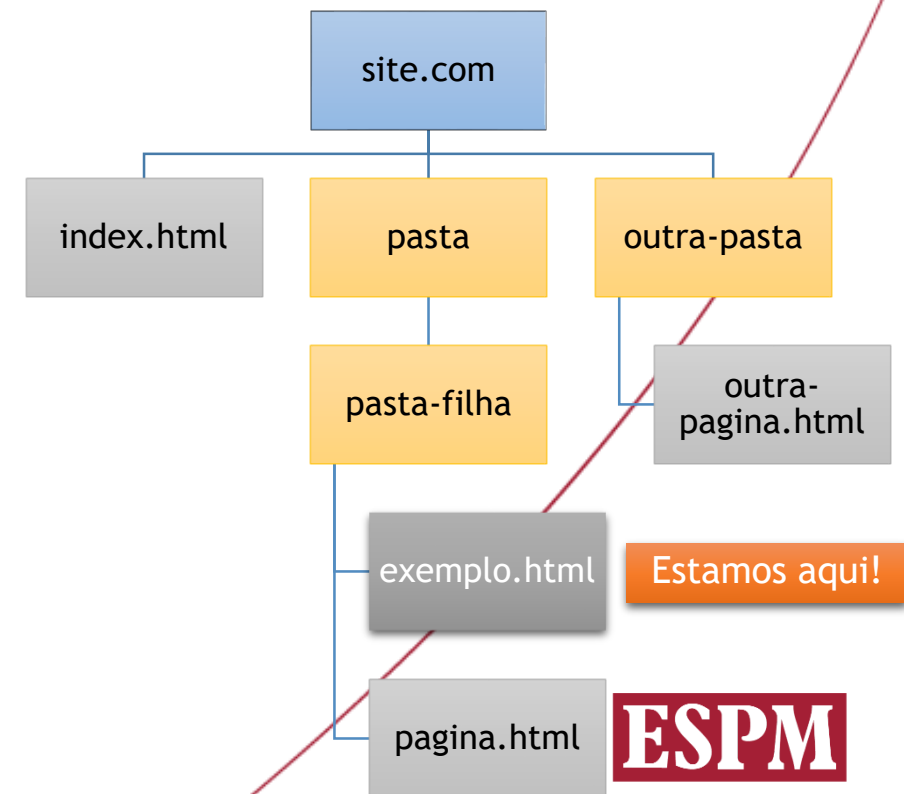 site.com
index.html
pasta
outra-pasta
pasta-filha
outra-
pagina.html
exemplo.html
Estamos aqui!
pagina.html
ESPM